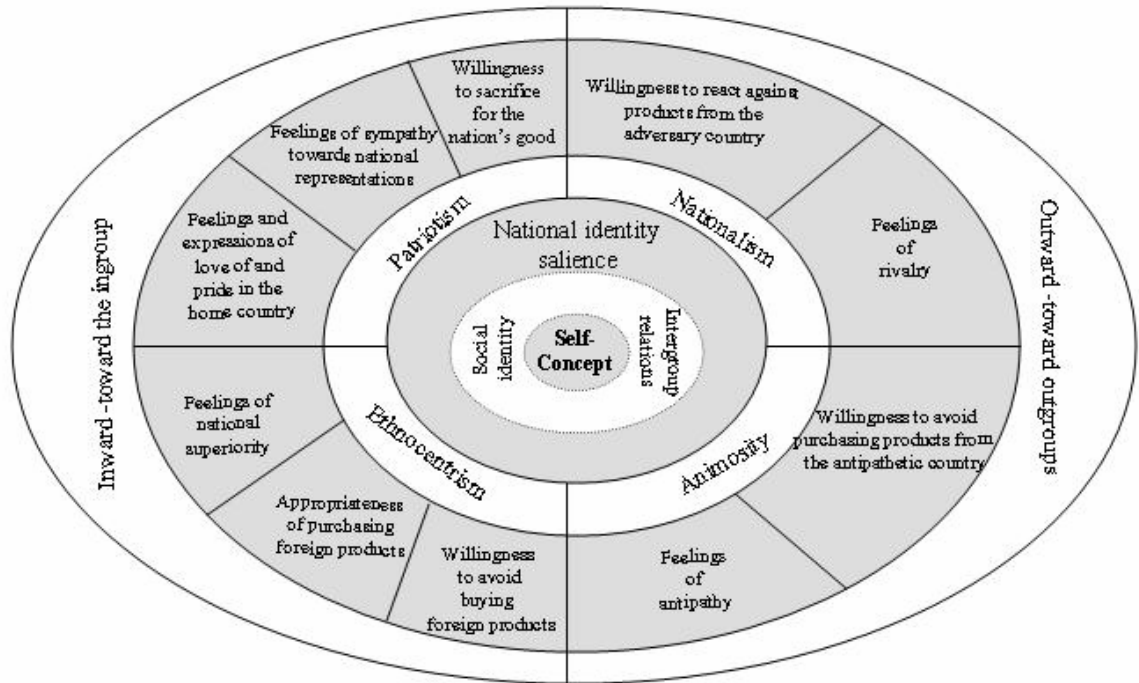 Willingness
to sacrifice
for the
nation's good
Willingness to react against
products from the
adversary country
Feelings of sympathy
towards national
representations
Feelings and
expressions of
love of and
pride in the
home country
Patriotism
Nationalism
Feelings
of
rivalry
National identity
salience
Inward -toward the ingroup
Social
identity
Self-
Concept
Intergroup
relations
Outward -toward outgroups
Feelings of
national
superiority
Ethnocentrism
Animosity
Willingness to avoid
purchasing products from
the antipathetic country
Appropriateness
of purchasing
foreign products
Willingness
to avoid
buying
foreign products
Feelings
of
antipathy